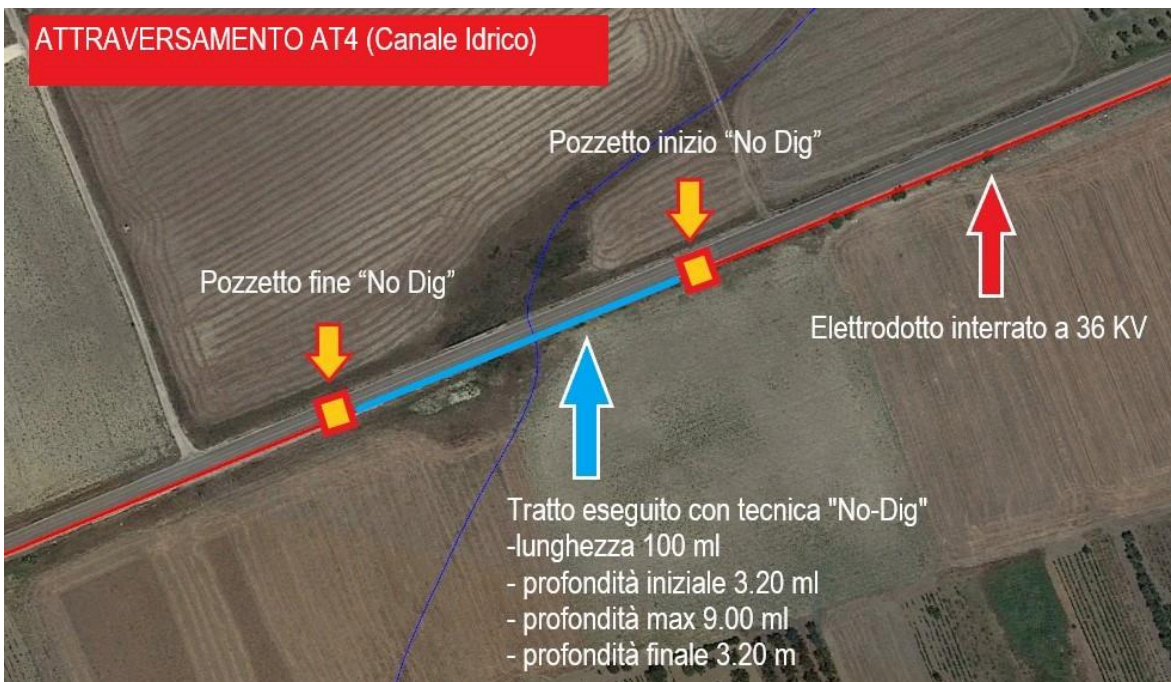 ATTRAVERSAMENTO AT4 (Canale Idrico)
Pozzetto inizio “No Dig”
Pozzetto fine “No Dig”
Elettrodotto interrato a 36 KV
Tratto eseguito con tecnica "No-Dig"
-lunghezza 100 ml
- profondità iniziale 3.20 ml
- profondità max 9.00 ml
- profondità finale 3.20 m